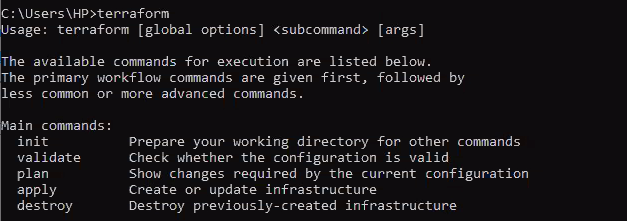 C:\Users\HP>terraform
Usage: terraform [global options] <subcommand> [args]
The available commands for execution are listed below.
The primary workflow commands are given first, followed by
less common or more advanced commands.
Main commands:
init Prepare your working directory for other commands
validate Check whether the configuration is valid
plan Show changes required by the current configuration
apply Create or update infrastructure
destroy Destroy previously-created infrastructure